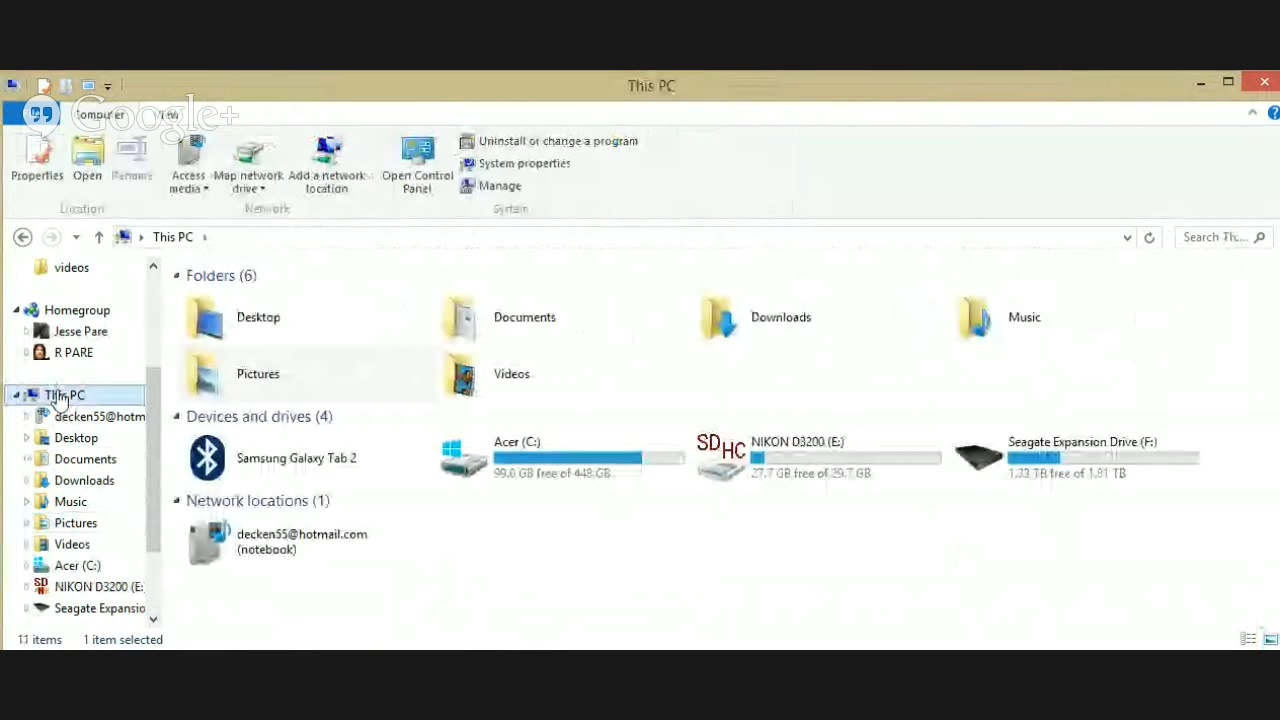 This PC
Google+
Computer View
Properties Open Rename
Access media
Map network drive
Add a network location
Open Control Panel
Uninstall or change a program
System properties
Manage
Location Network System
This PC
Search Th...
videos
Homegroup
Jesse Pare
R PARE
This PC
decken55@hotm
Desktop
Documents
Downloads
Music
Pictures
Videos
Acer (C:)
NIKON D3200 (E:
Seagate Expansio
Folders (6)
Desktop Documents Downloads Music
Pictures Videos
Devices and drives (4)
Samsung Galaxy Tab 2
Acer (C:)
99.0 GB free of 448 GB
SD HC
NIKON D3200 (E:)
27.7 GB free of 29.7 GB
Seagate Expansion Drive (F:)
1.33 TB free of 1.81 TB
Network locations (1)
decken55@hotmail.com
(notebook)
11 items 1 item selected